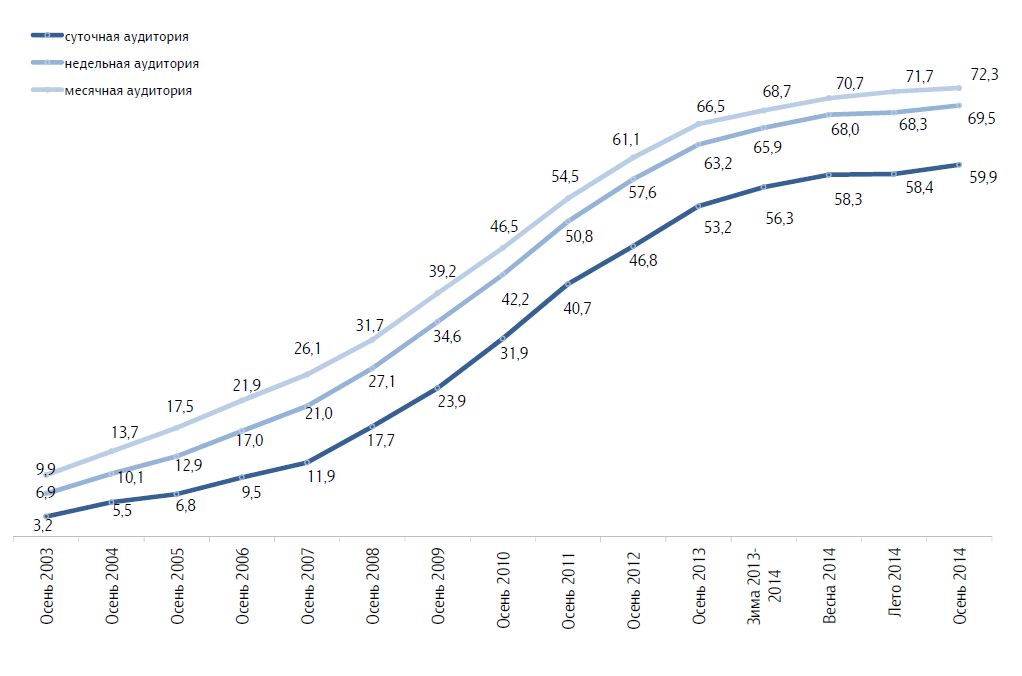 суточная аудитория
недельная аудитория
месячная аудитория
9,9 13,7 17,5 21,9 26,1 31,7 39,2 46,5 54,5 61,1 66,5 68,7 70,7 71,7 72,3
6,9 10,1 12,9 17,0 21,0 27,1 34,6 42,2 50,8 57,6 63,2 65,9 68,0 68,3 69,5
3,2 5,5 6,8 9,5 11,9 17,7 23,9 31,9 40,7 46,8 53,2 56,3 58,3 58,4 59,9
Осень 2003
Осень 2004
Осень 2005
Осень 2006
Осень 2007
Осень 2008
Осень 2009
Осень 2010
Осень 2011
Осень 2012
Осень 2013
Зима 2013-
2014
Весна 2014
Лето 2014
Осень 2014